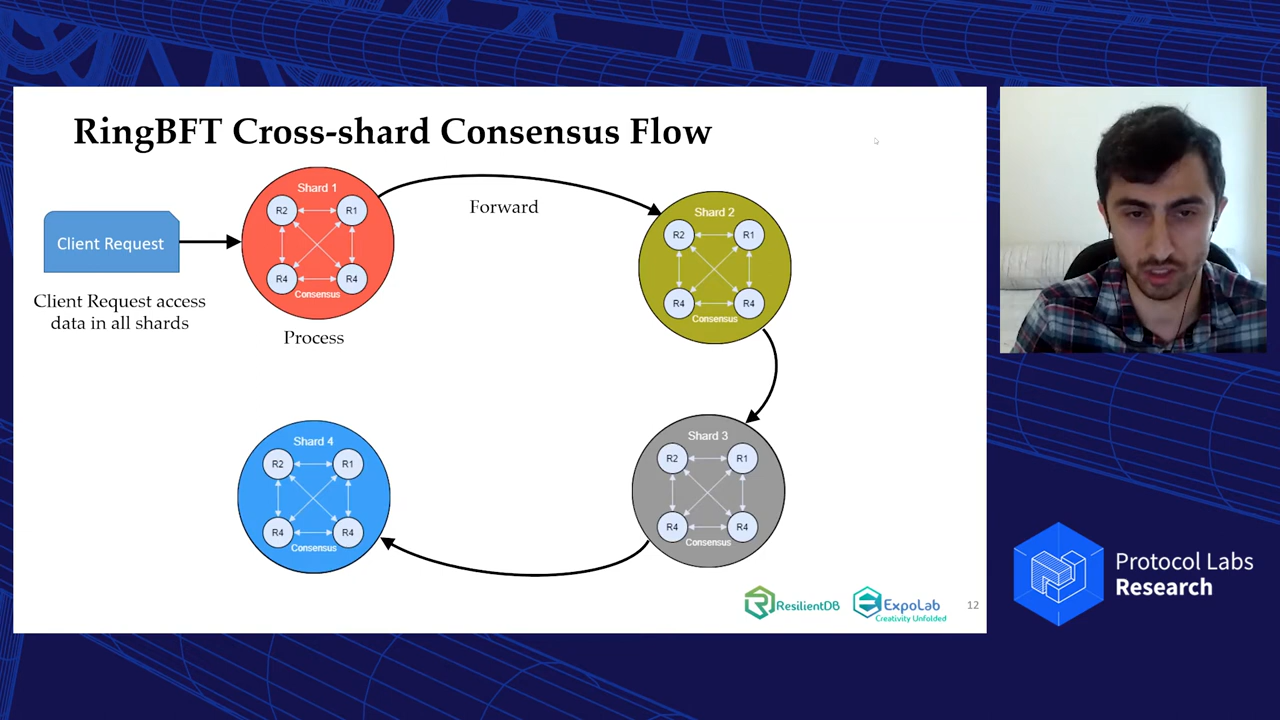 RingBFT Cross-shard Consensus Flow
Client Request
Client Request access
data in all shards
Shard 1
R2
R1
R4
R4
Consensus
Process
Forward
Shard 2
R2
R1
R4
R4
Consensus
Shard 3
R2
R1
R4
R4
Consensus
Shard 4
R2
R1
R4
R4
Consensus
ResilientDB
ExpoLab
Creativity Unfolded
12
Protocol Labs
Research